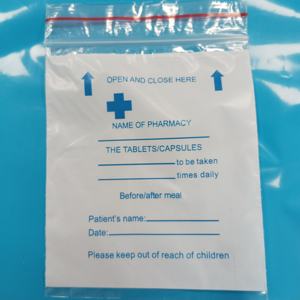 OPEN AND CLOSE HERE
NAME OF PHARMACY
THE TABLETS/CAPSULES
to be taken
times daily
Before/after meal
Patient's name:
Date:
Please keep out of reach of children